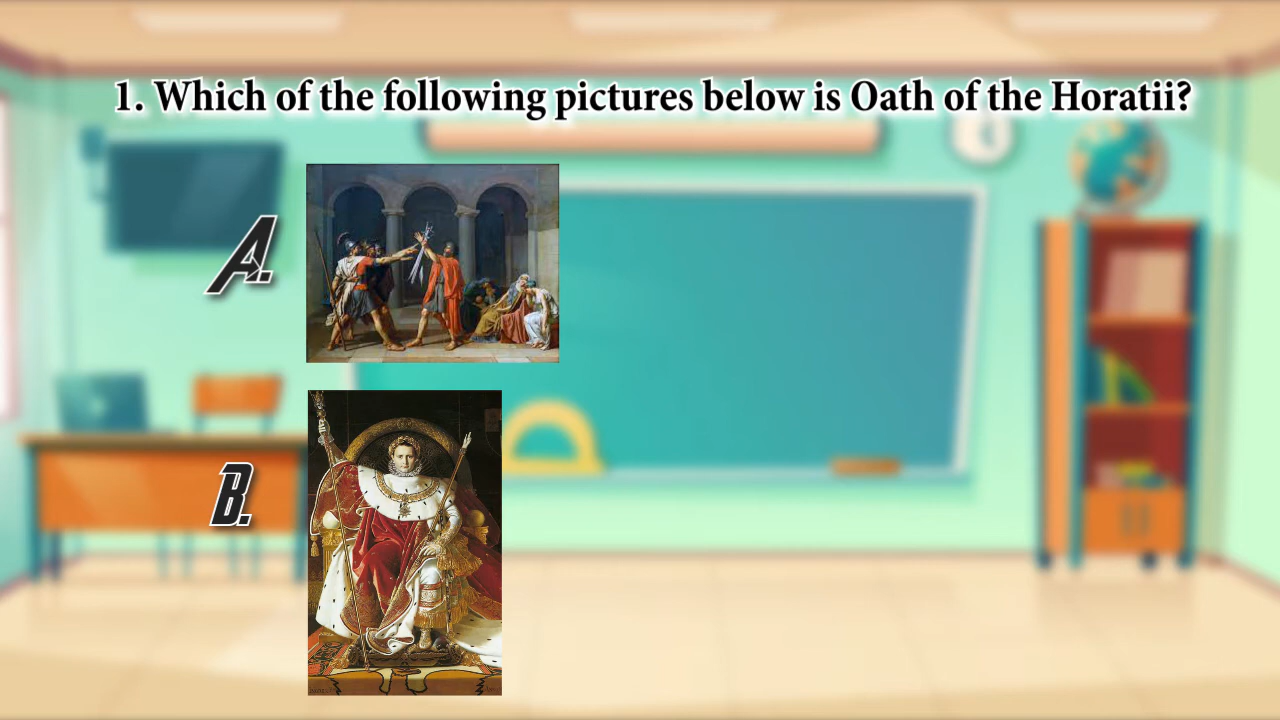 1. Which of the following pictures below is Oath of the Horatii?
A.
B.